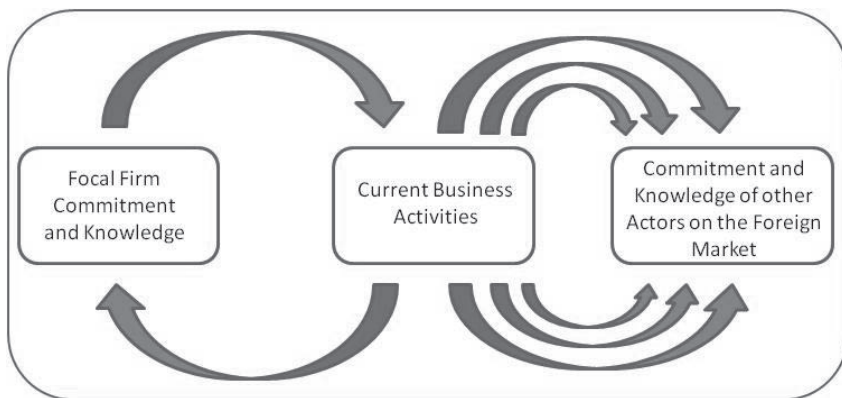 Focal Firm
Commitment
and Knowledge
Current Business
Activities
Commitment and
Knowledge of other
Actors on the Foreign
Market